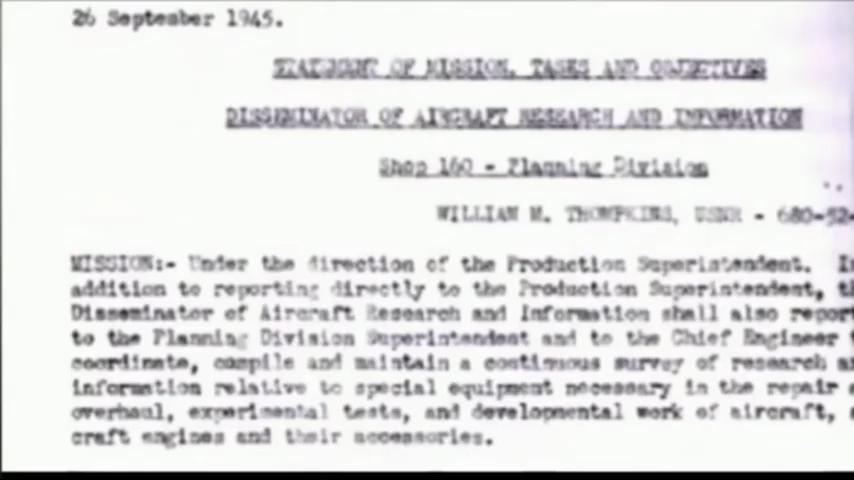 26 September 1945.
STATEMENT OF MISSION, TASKS AND OBJECTIVES
DISSEMINATOR OF AIRCRAFT RESEARCH AND INFORMATION
Shop 160 - Planning Division
WILLIAM M. THOMPKINS, USNR - 680-52-
MISSION:- Under the direction of the Production Superintendent. In
addition to reporting directly to the Production Superintendent, th
Disseminator of Aircraft Research and Information shall also report
to the Planning Division Superintendent and to the Chief Engineer
coordinate, compile and maintain a continuous survey of research an
information relative to special equipment necessary in the repair
overhaul, experimental tests, and developmental work of aircraft,
craft engines and their accessories.